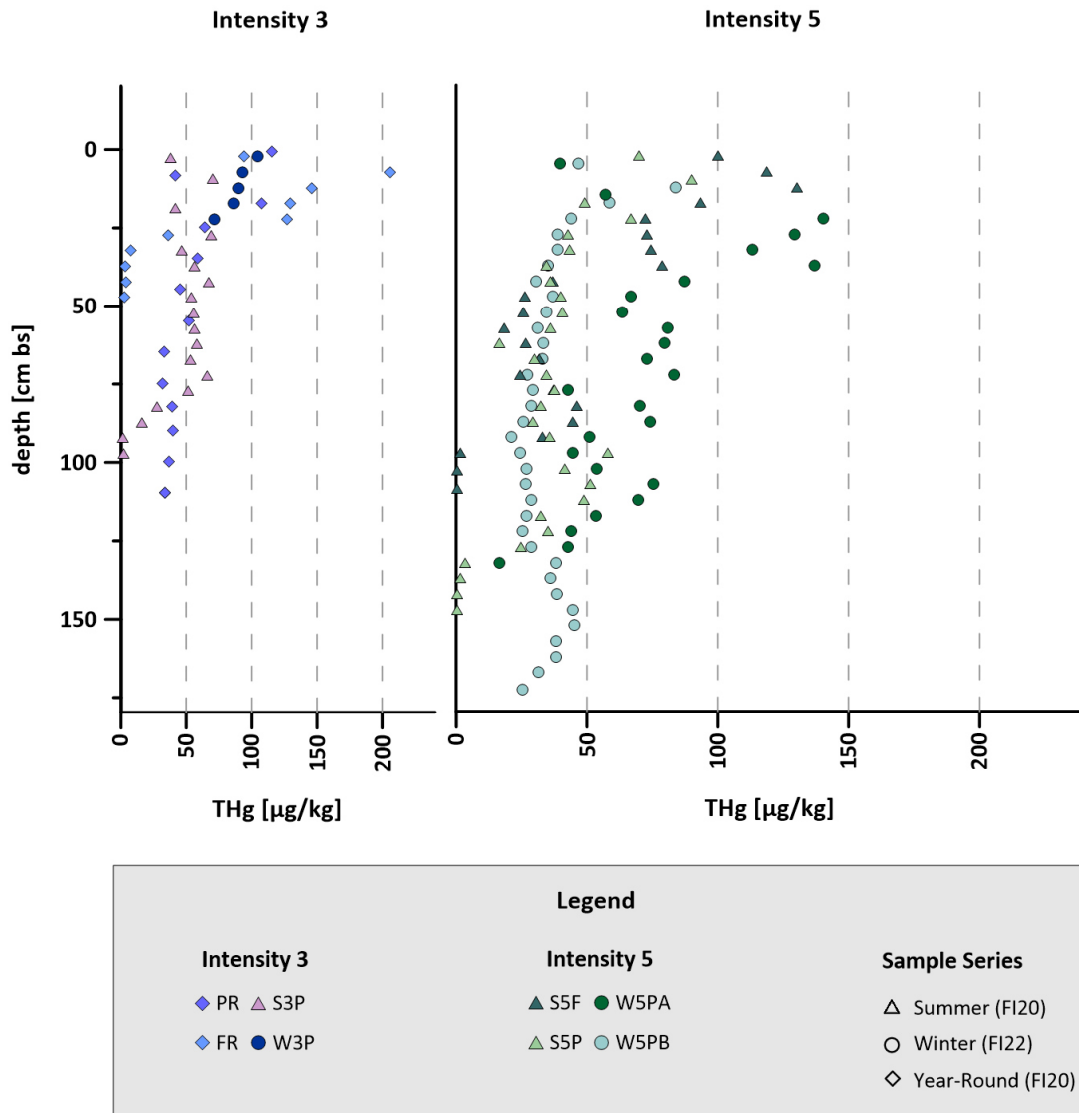 Intensity 3
Intensity 5
depth [cm bs]
0
50
100
150
0
50
100
150
200
THg [µg/kg]
0
50
100
150
200
THg [µg/kg]
Legend
Intensity 3
PR
S3P
FR
W3P
Intensity 5
S5F
W5PA
S5P
W5PB
Sample Series
Summer (FI20)
Winter (FI22)
Year-Round (FI20)